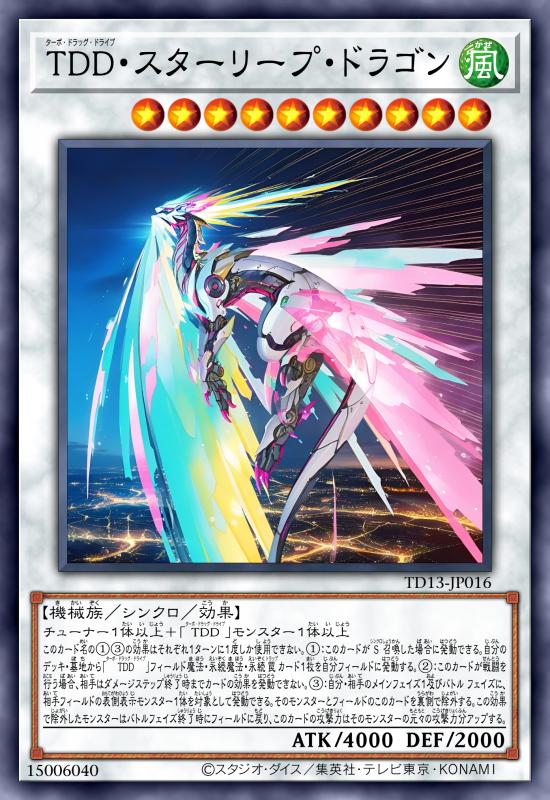 ターボ・ドラッグ・ドライブ
TDD・スターリープ・ドラゴン
かぜ
風
TD13-JP016
【機械族／シンクロ／効果】
チューナー１体以上＋「TDD」モンスター１体以上
このカード名の①③の効果はそれぞれ１ターンに１度しか使用できない。①：このカードが S 召喚した場合に発動できる。自分の
デッキ・墓地から「TDD」フィールド魔法・永続魔法・永続罠カード１枚を自分フィールドに発動する。②：このカードが戦闘を
行う場合、相手はダメージステップ終了時までカードの効果を発動できない。③：自分・相手のメインフェイズ１及びバトル フェイズに、
相手フィールドの表側表示モンスター１体を対象として発動できる。そのモンスターとフィールドのこのカードを裏側で除外する。この効果
で除外したモンスターはバトルフェイズ終了時にフィールドに戻り、このカードの攻撃力はそのモンスターの元々の攻撃力分アップする。
ATK/4000 DEF/2000
15006040
©スタジオ・ダイス／集英社・テレビ東京・KONAMI